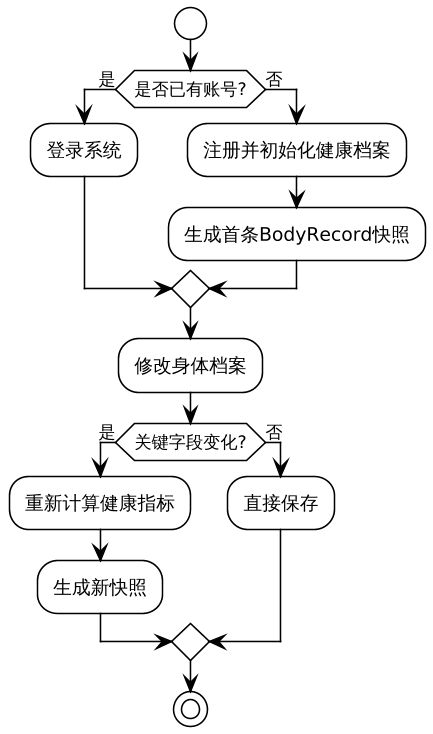 是否已有账号?
是
否
登录系统
注册并初始化健康档案
生成首条BodyRecord快照
修改身体档案
关键字段变化?
是
否
重新计算健康指标
直接保存
生成新快照